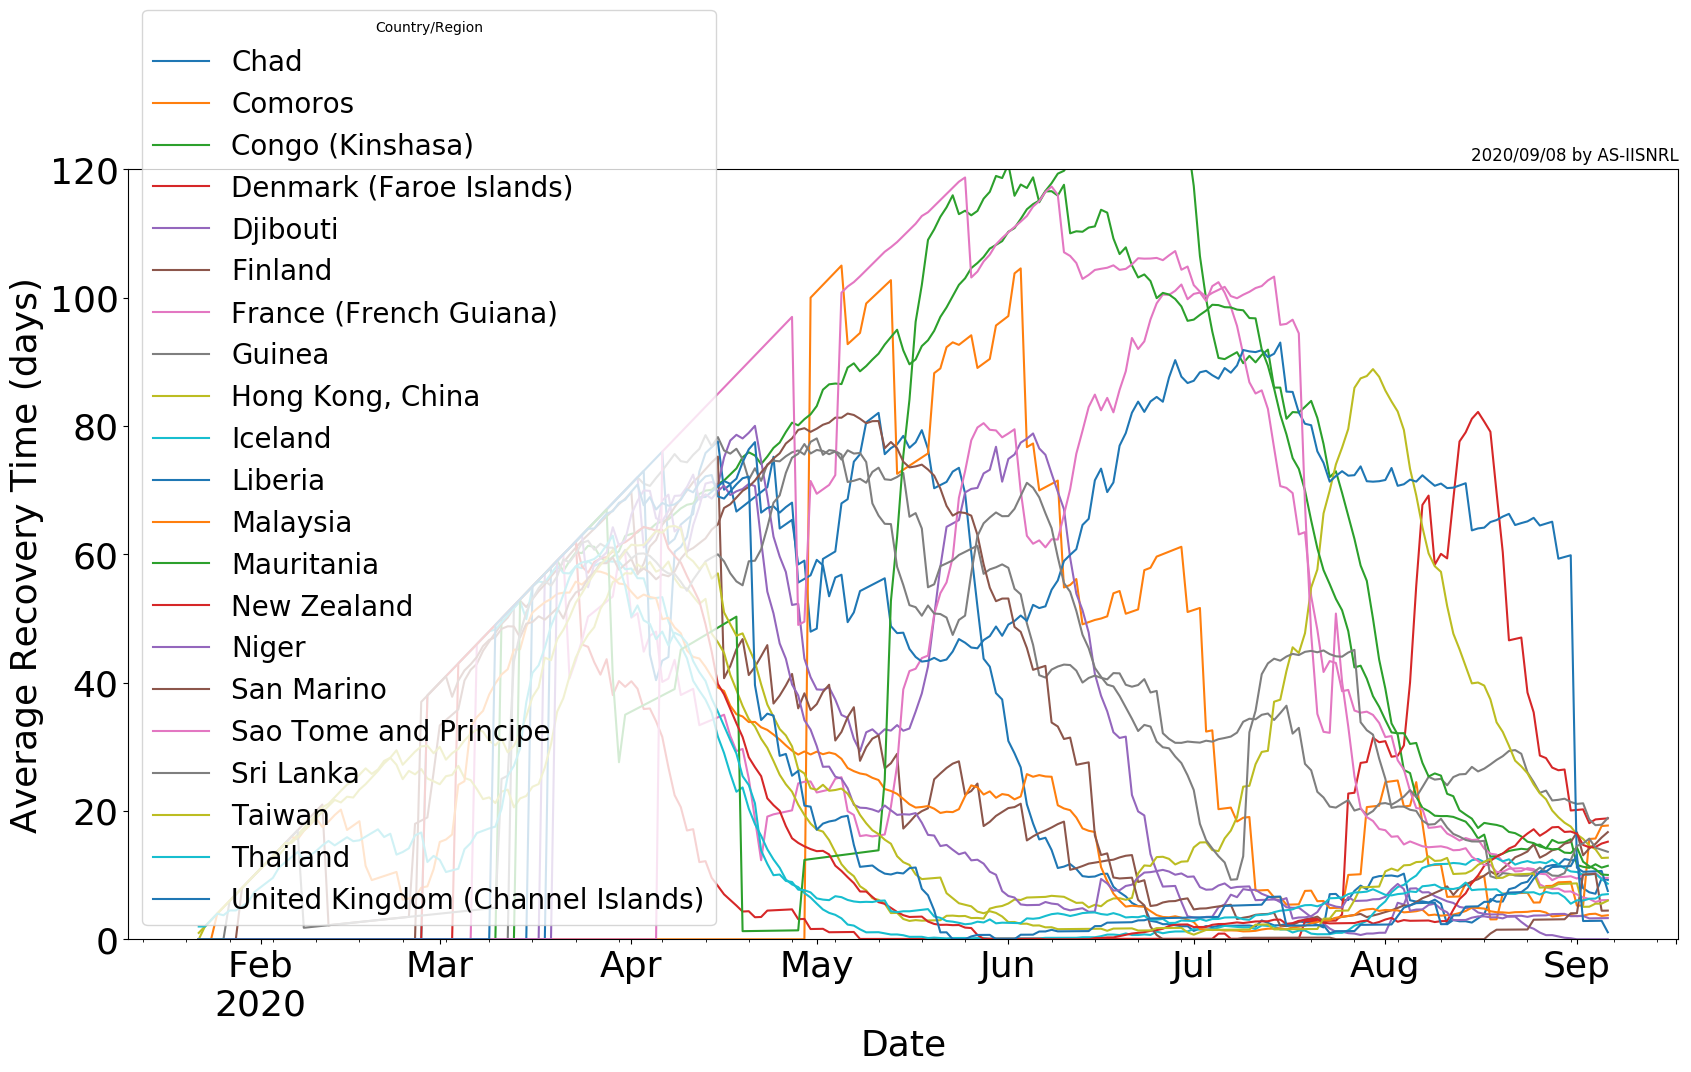 Country/Region
Chad
Comoros
Congo (Kinshasa)
Denmark (Faroe Islands)
Djibouti
Finland
France (French Guiana)
Guinea
Hong Kong, China
Iceland
Liberia
Malaysia
Mauritania
New Zealand
Niger
San Marino
Sao Tome and Principe
Sri Lanka
Taiwan
Thailand
United Kingdom (Channel Islands)
2020/09/08 by AS-IISNRL
Average Recovery Time (days)
120
100
80
60
40
20
0
Feb Mar Apr May Jun Jul Aug Sep
2020
Date